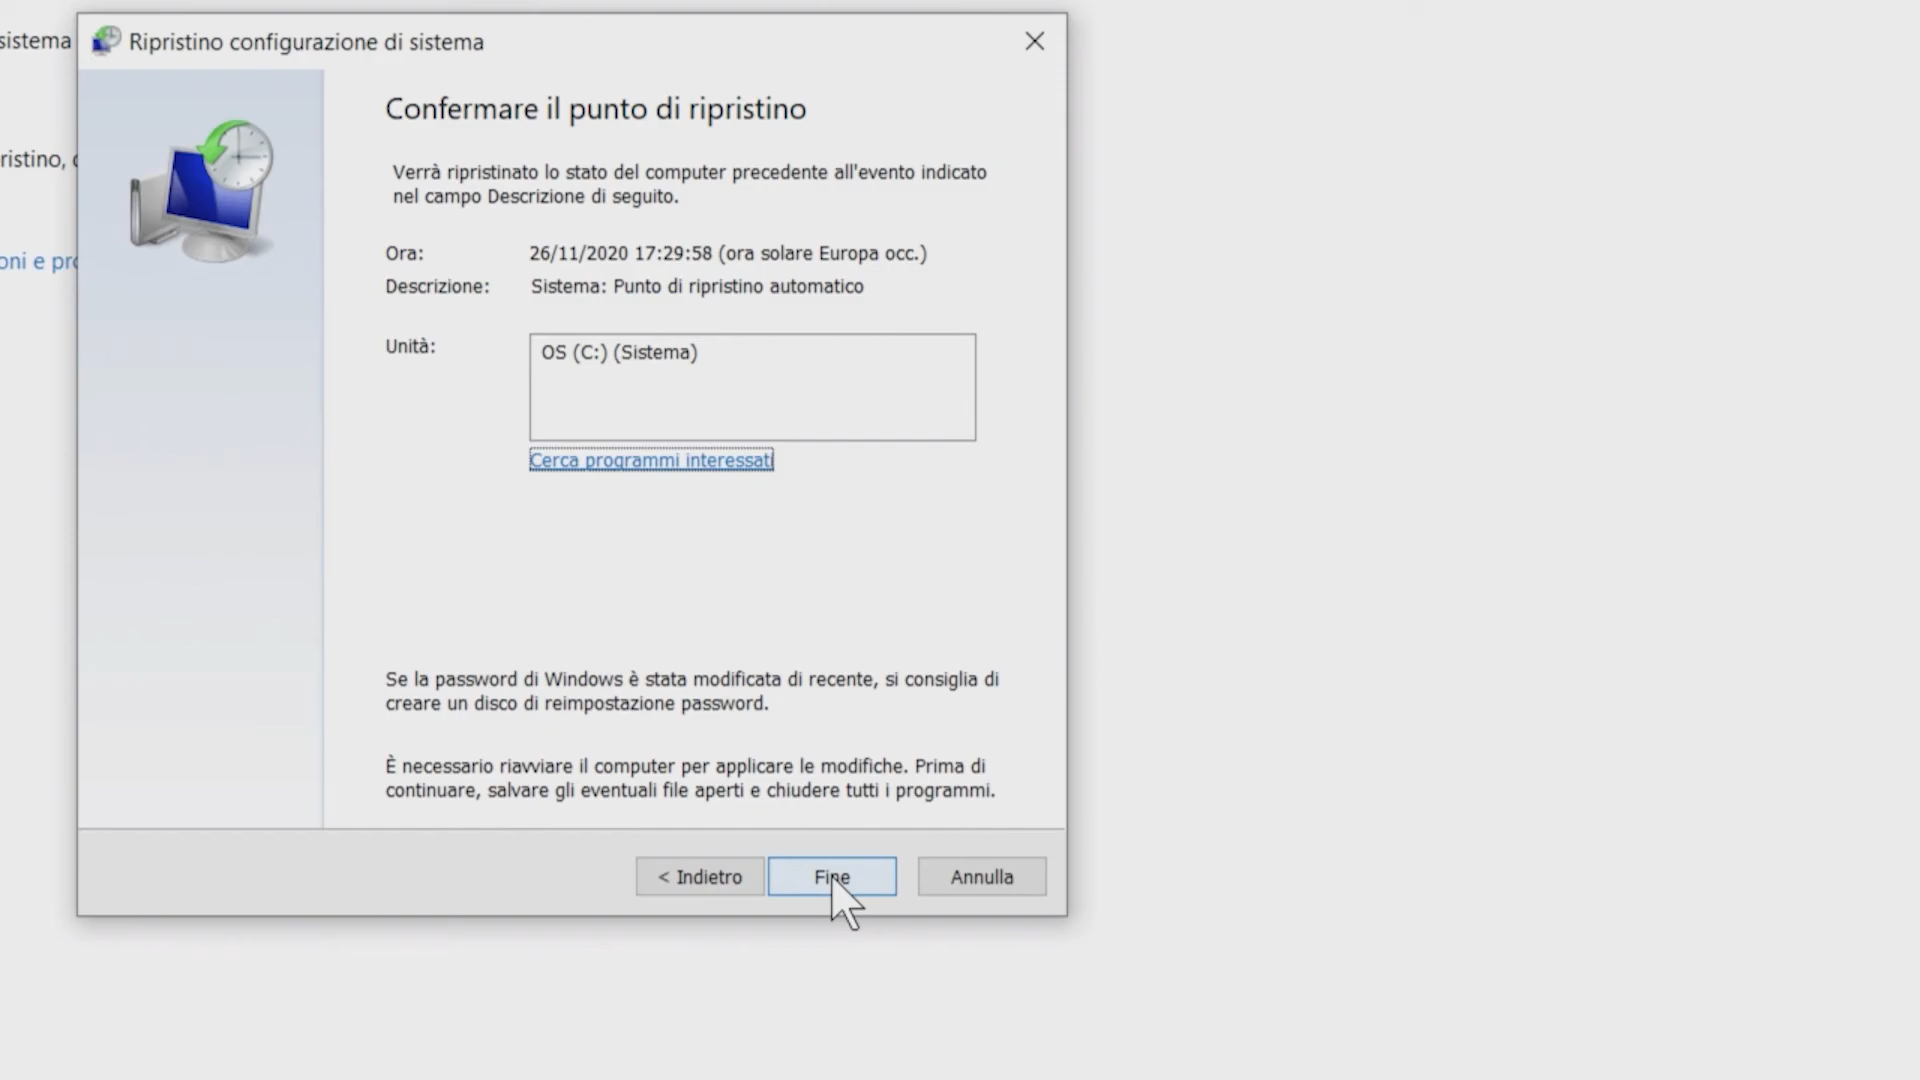 sistema
Ripristino configurazione di sistema
Confermare il punto di ripristino
ristino,
Verrà ripristinato lo stato del computer precedente all'evento indicato
nel campo Descrizione di seguito.
oni e pro
Ora: 26/11/2020 17:29:58 (ora solare Europa occ.)
Descrizione: Sistema: Punto di ripristino automatico
Unità: OS (C:) (Sistema)
Cerca programmi interessati
Se la password di Windows è stata modificata di recente, si consiglia di
creare un disco di reimpostazione password.
È necessario riavviare il computer per applicare le modifiche. Prima di
continuare, salvare gli eventuali file aperti e chiudere tutti i programmi.
< Indietro Fine Annulla